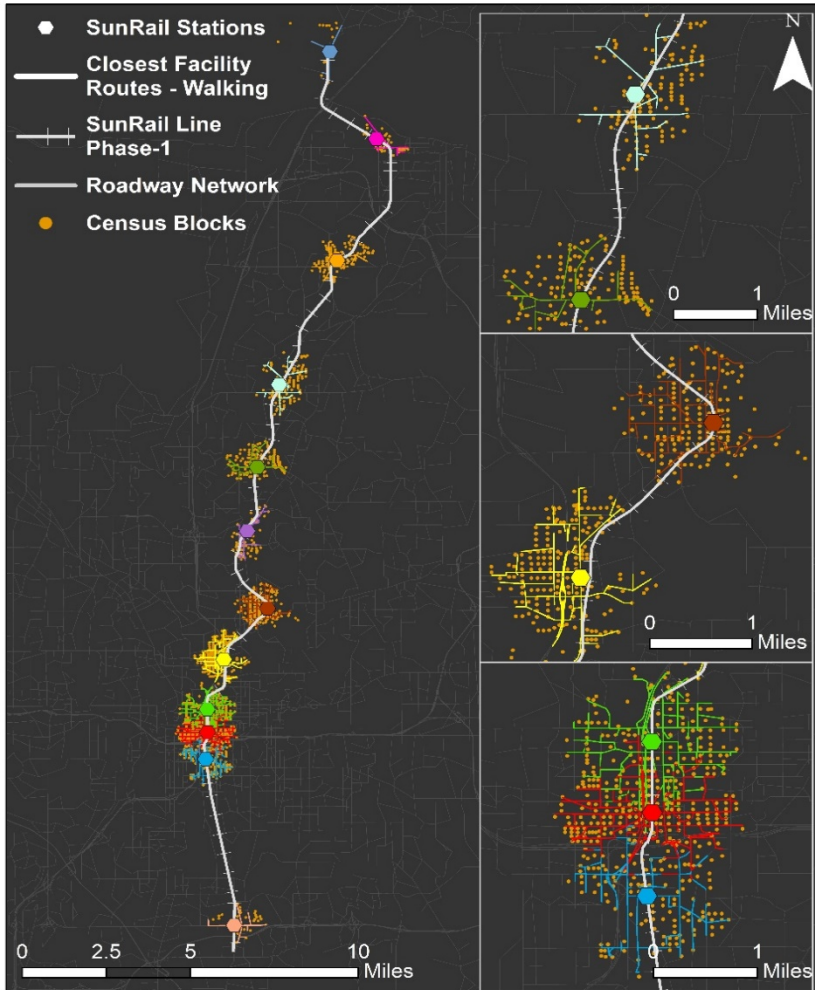 SunRail Stations
Closest Facility
Routes - Walking
SunRail Line
Phase-1
Roadway Network
Census Blocks
0 2.5 5 10
Miles
N
0 1
Miles
0 1
Miles
0 1
Miles